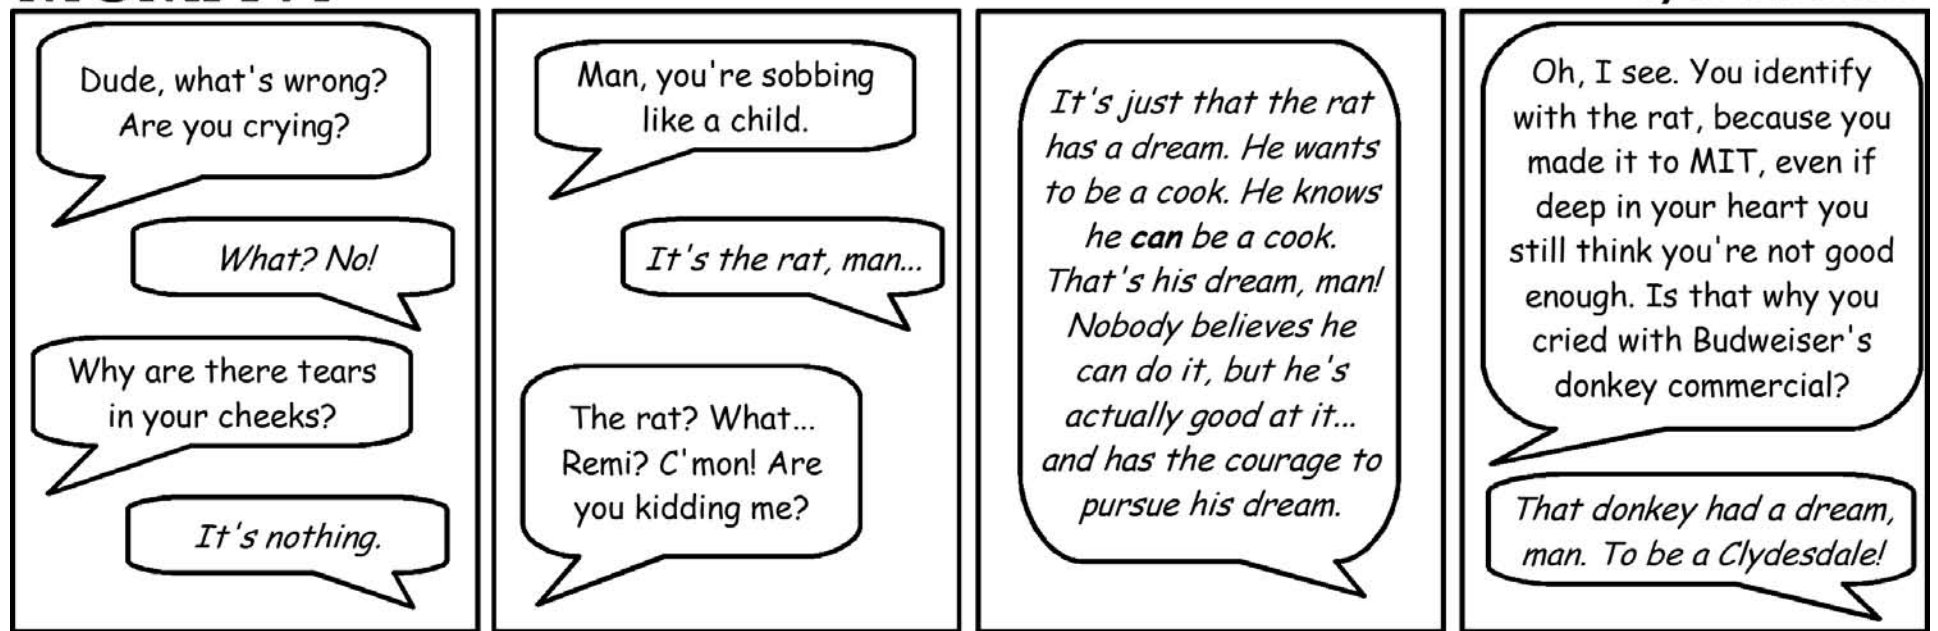 Dude, what's wrong?
Are you crying?
What? No!
Why are there tears
in your cheeks?
It's nothing.
Man, you're sobbing
like a child.
It's the rat, man...
The rat? What...
Remi? C'mon! Are
you kidding me?
It's just that the rat
has a dream. He wants
to be a cook. He knows
he can be a cook.
That's his dream, man!
Nobody believes he
can do it, but he's
actually good at it...
and has the courage to
pursue his dream.
Oh, I see. You identify
with the rat, because you
made it to MIT, even if
deep in your heart you
still think you're not good
enough. Is that why you
cried with Budweiser's
donkey commercial?
That donkey had a dream,
man. To be a Clydesdale!